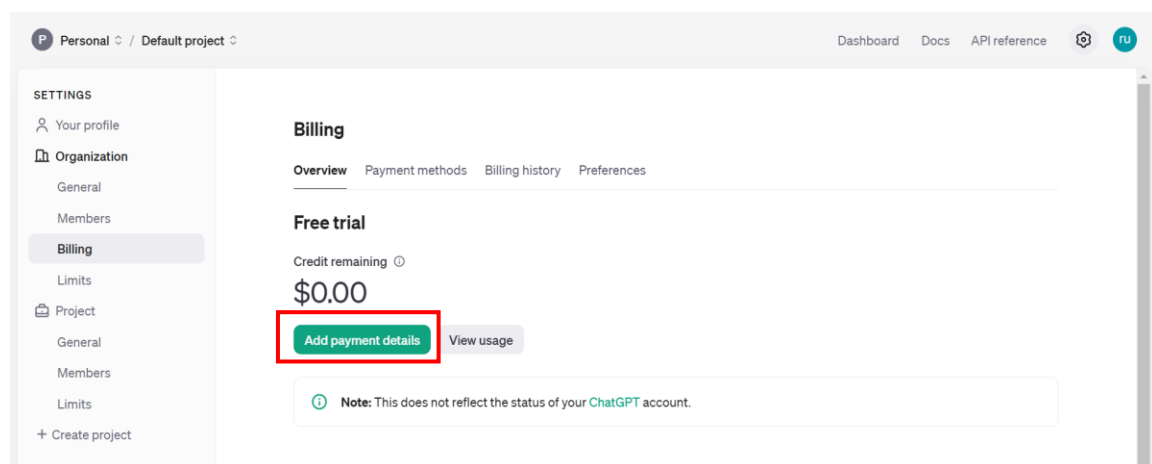 P Personal / Default project
Dashboard Docs API reference ru
SETTINGS
Your profile
Organization
General
Members
Billing
Limits
Project
General
Members
Limits
+ Create project
Billing
Overview Payment methods Billing history Preferences
Free trial
Credit remaining
$0.00
Add payment details View usage
Note: This does not reflect the status of your ChatGPT account.